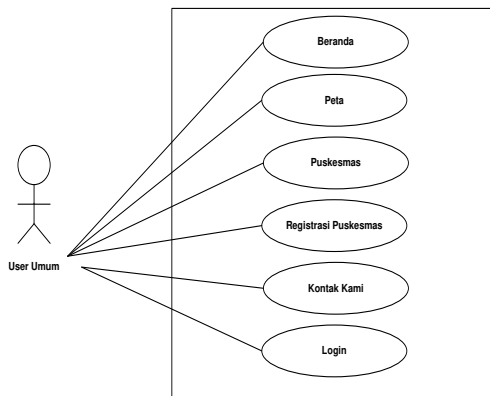 Beranda
Peta
Puskesmas
Registrasi Puskesmas
User Umum
Kontak Kami
Login